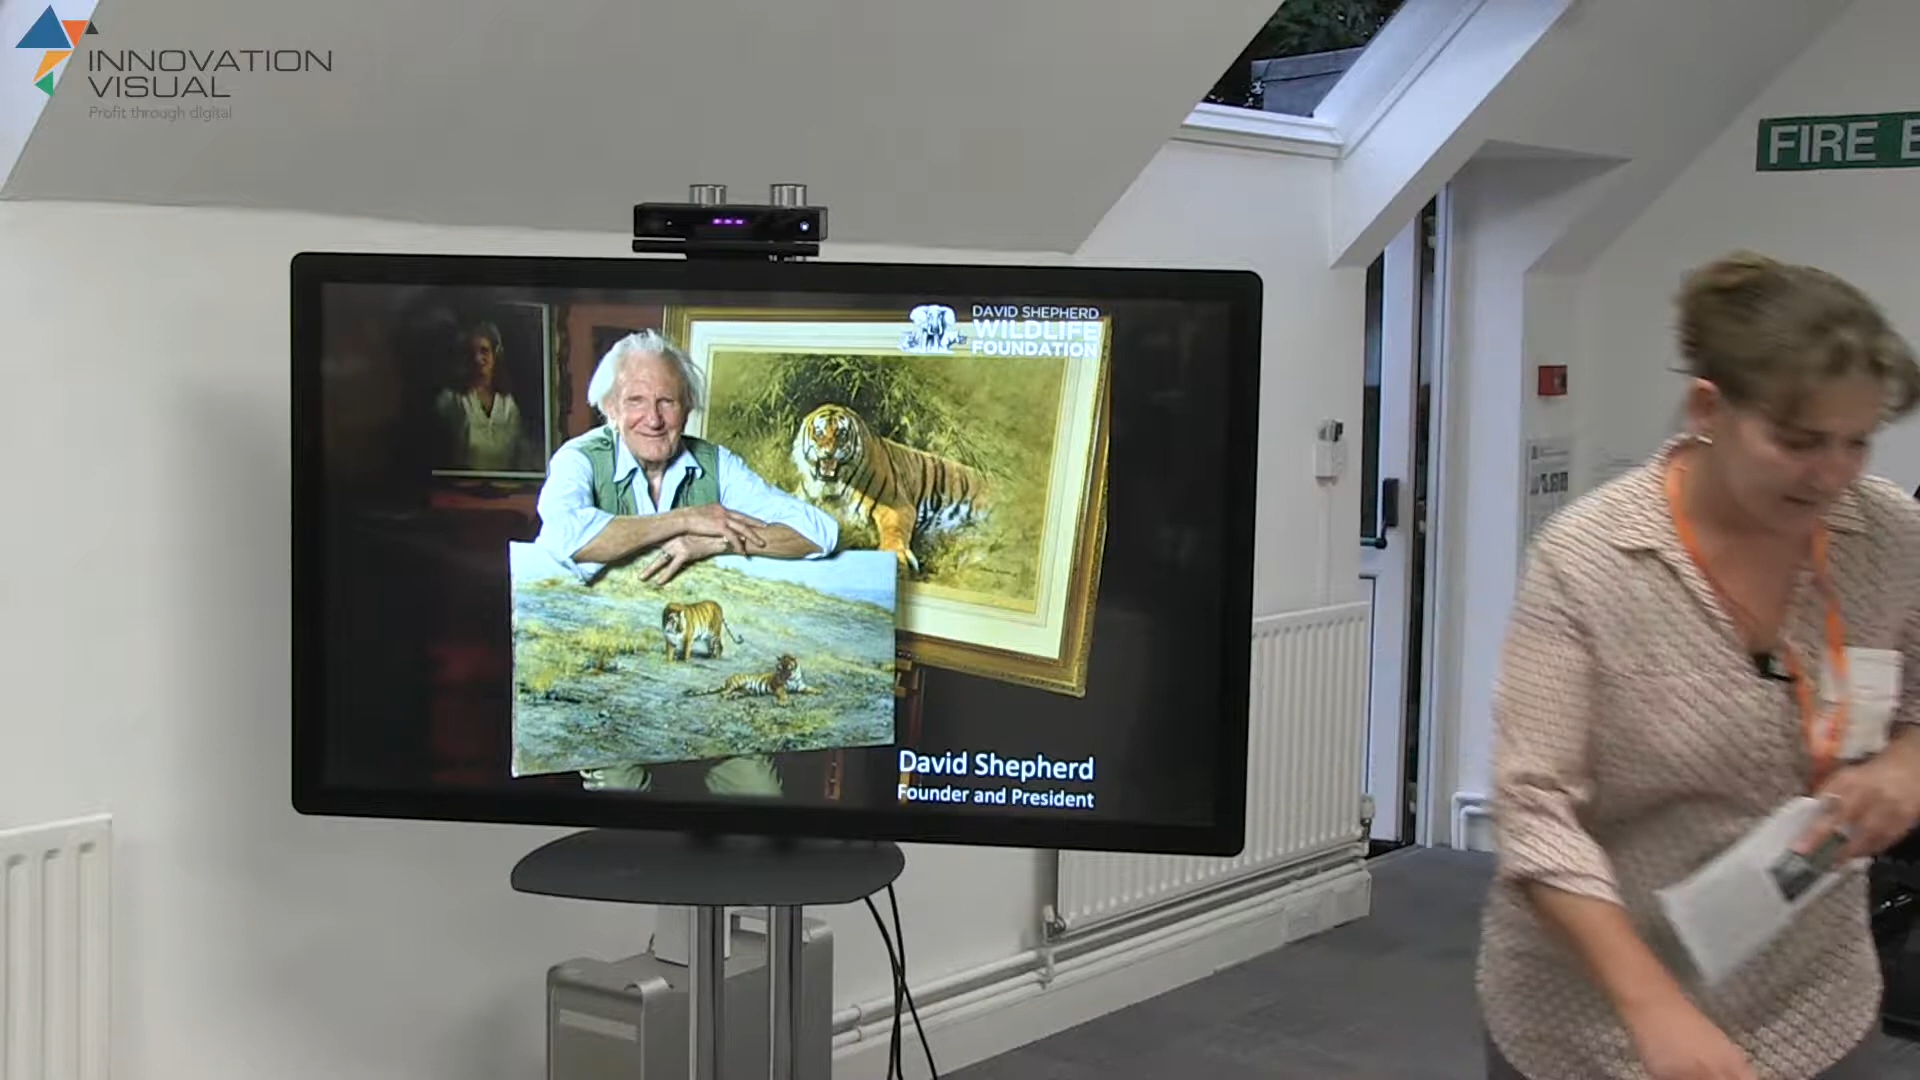 INNOVATION
VISUAL
Profit through digital
FIRE E
DAVID SHEPHERD
WILDLIFE
FOUNDATION
David Shepherd
Founder and President